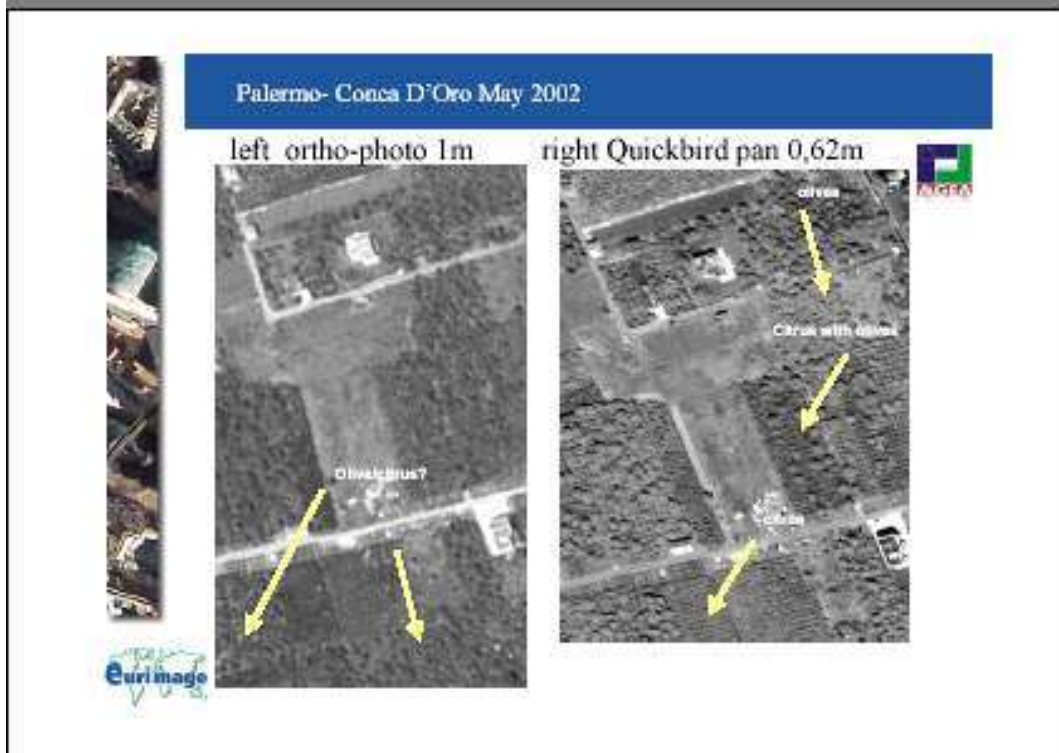 Palermo- Conca D'Oro May 2002
left ortho-photo 1m
right Quickbird pan 0,62m
AGEA
olives
Citrus with olives
Olive/citrus?
citrus
eurimage